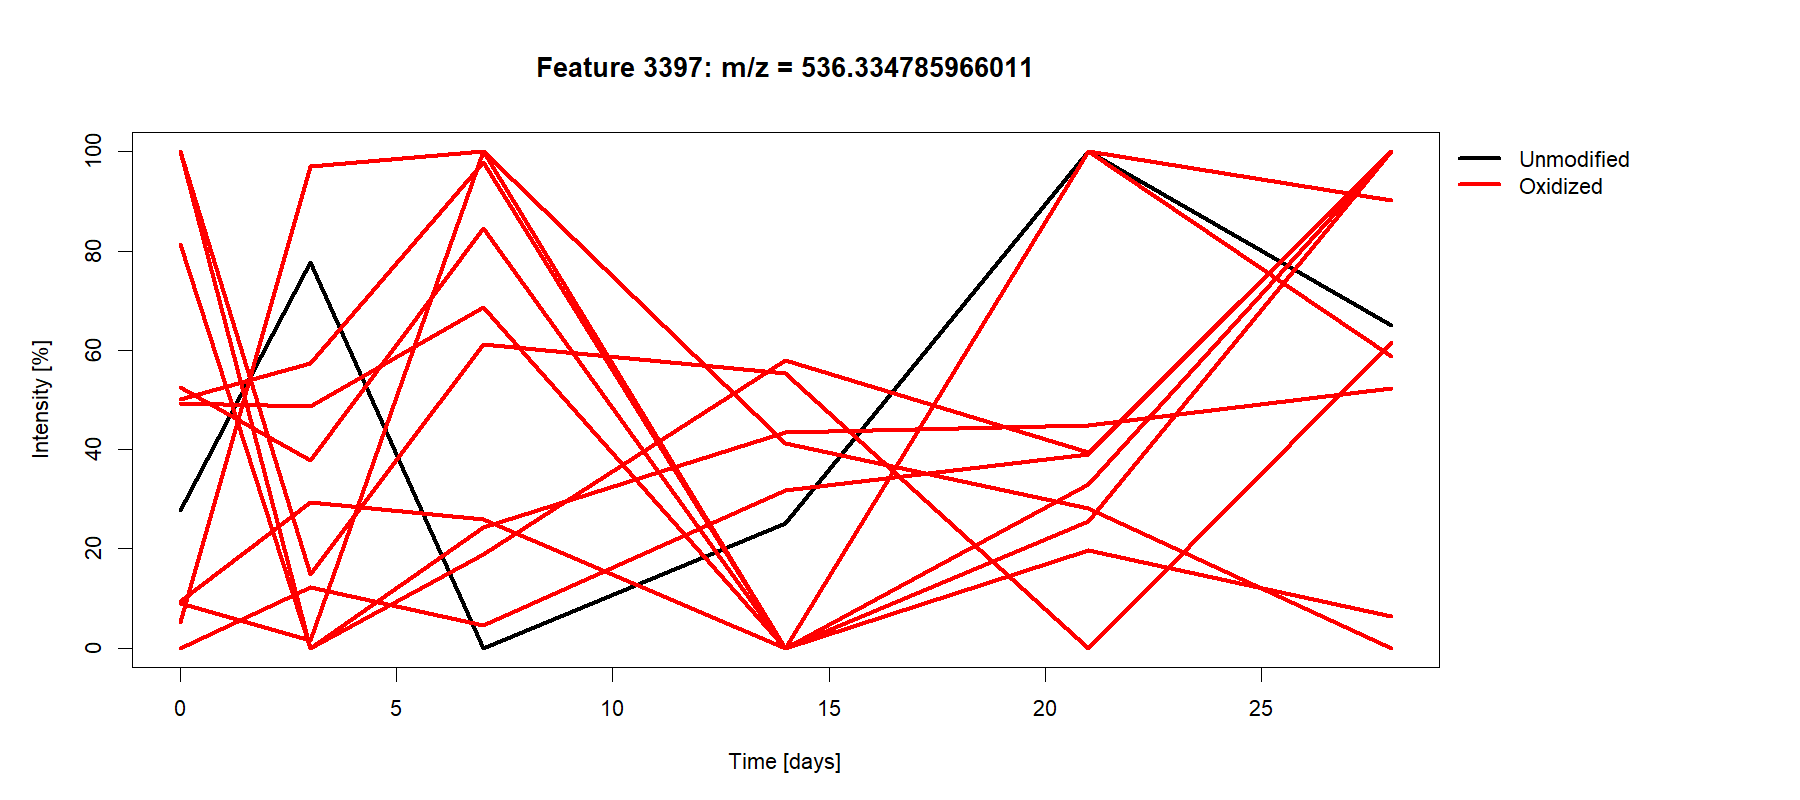 Feature 3397: m/z = 536.334785966011
Unmodified
Oxidized
Intensity [%]
100
80
60
40
20
0
0 5 10 15 20 25
Time [days]